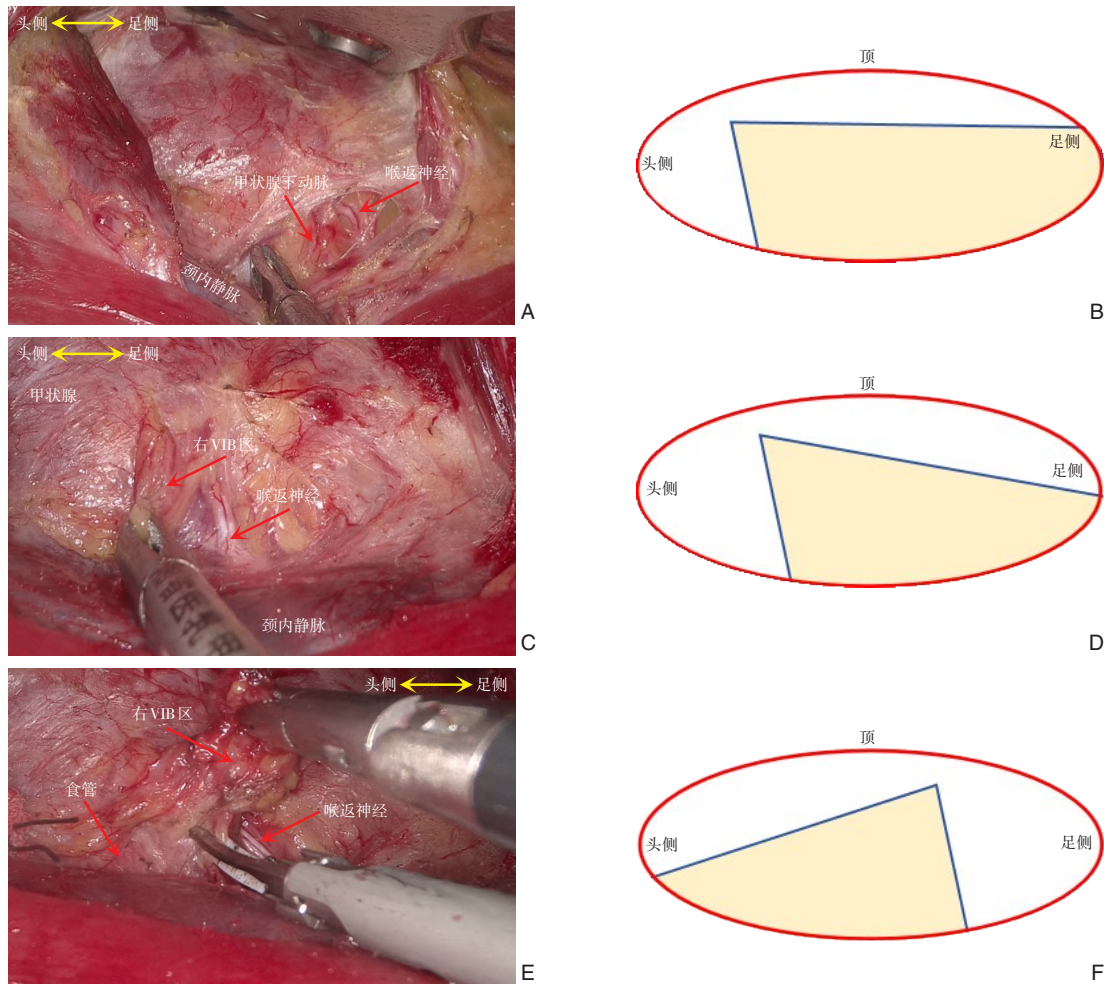 头侧 足侧
甲状腺下动脉
喉返神经
颈内静脉
A
顶
头侧
足侧
B
头侧 足侧
甲状腺
右VIB区
喉返神经
颈内静脉
C
顶
头侧
足侧
D
头侧 足侧
右VIB区
食管
喉返神经
E
顶
头侧
足侧
F